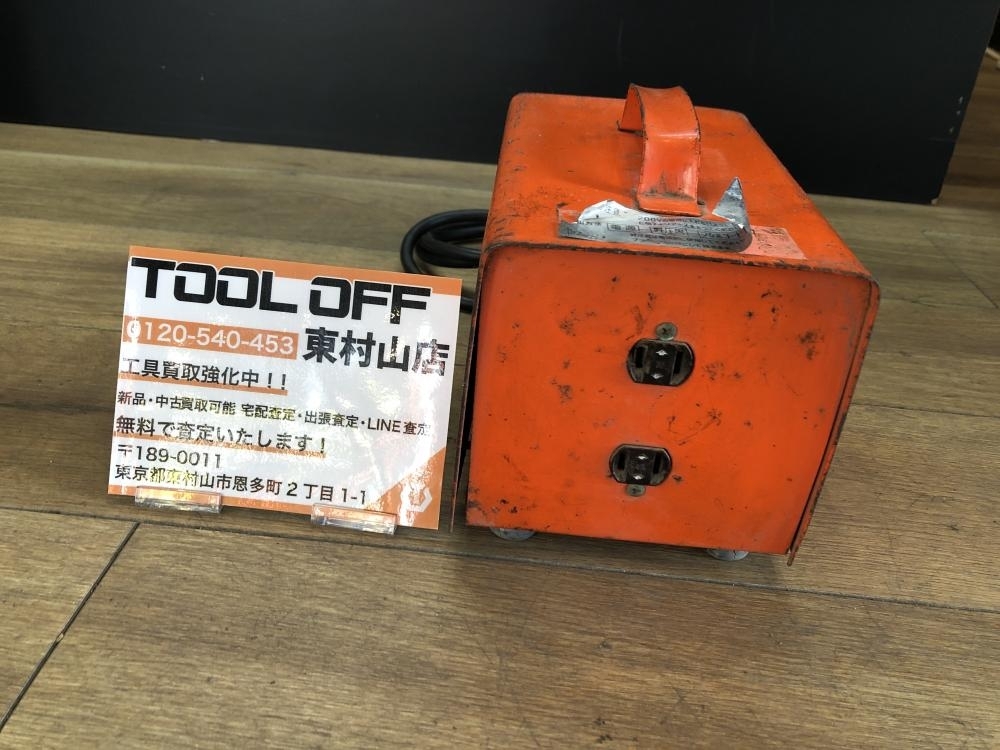 TOOL OFF
0120-540-453 東村山店
工具買取強化中!!
新品・中古買取可能 宅配査定・出張査定・LINE査定
無料で査定いたします!
〒189-0011
東京都東村山市恩多町2丁目1-1